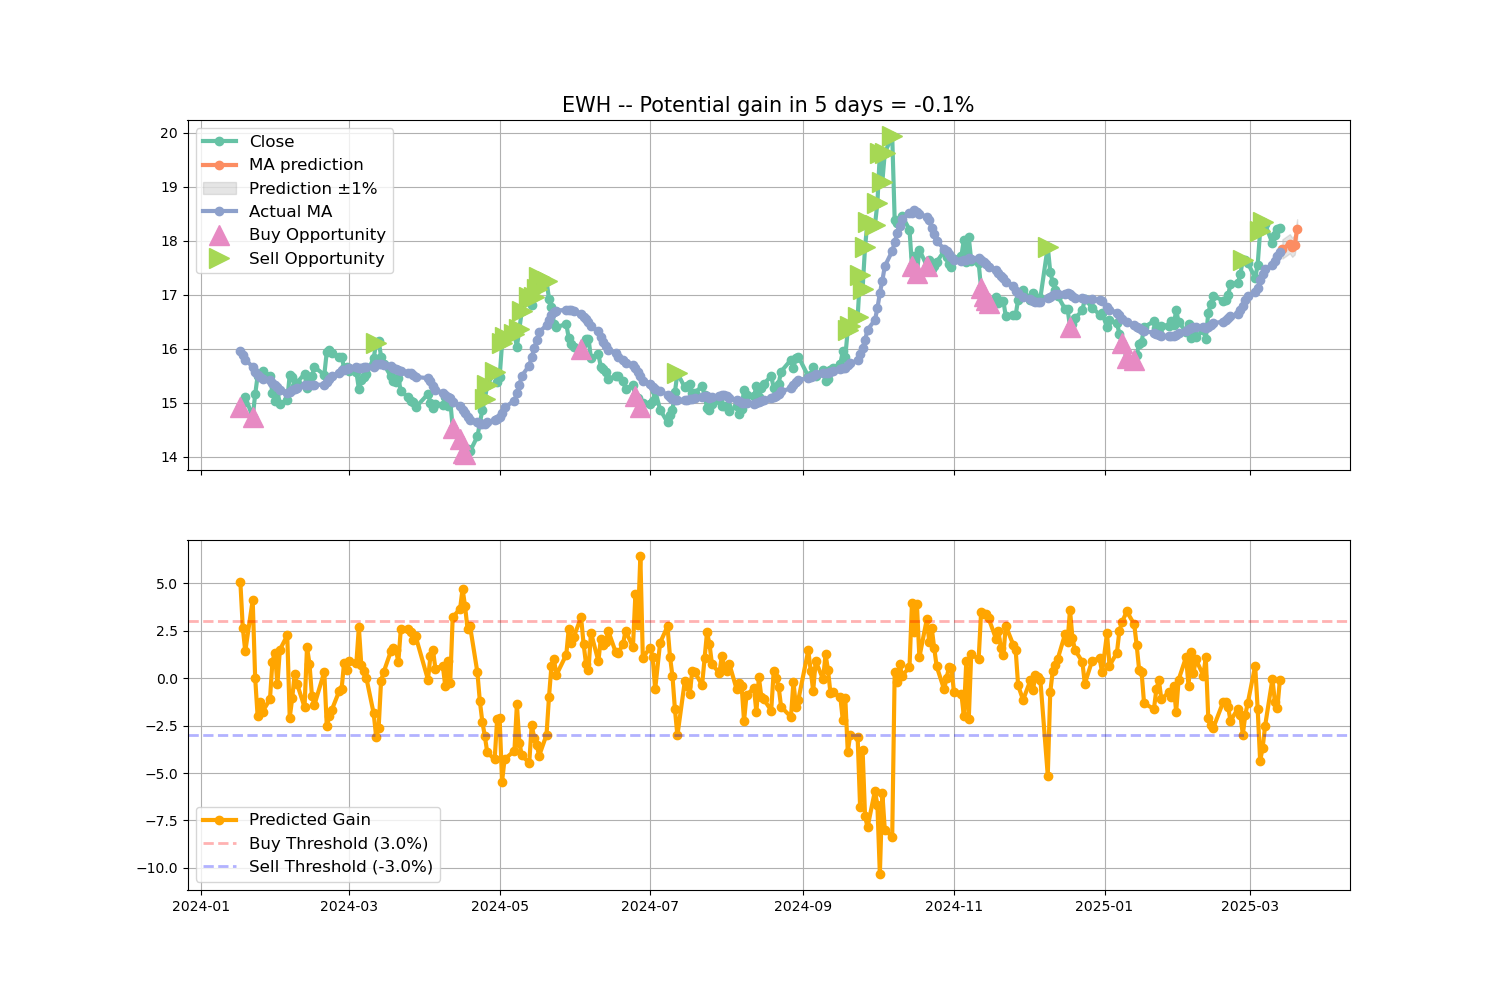 EWH -- Potential gain in 5 days = -0.1%
20
19
18
17
16
15
14
Close
MA prediction
Prediction ±1%
Actual MA
Buy Opportunity
Sell Opportunity
5.0
2.5
0.0
−2.5
−5.0
−7.5
−10.0
Predicted Gain
Buy Threshold (3.0%)
Sell Threshold (-3.0%)
2024-01
2024-03
2024-05
2024-07
2024-09
2024-11
2025-01
2025-03